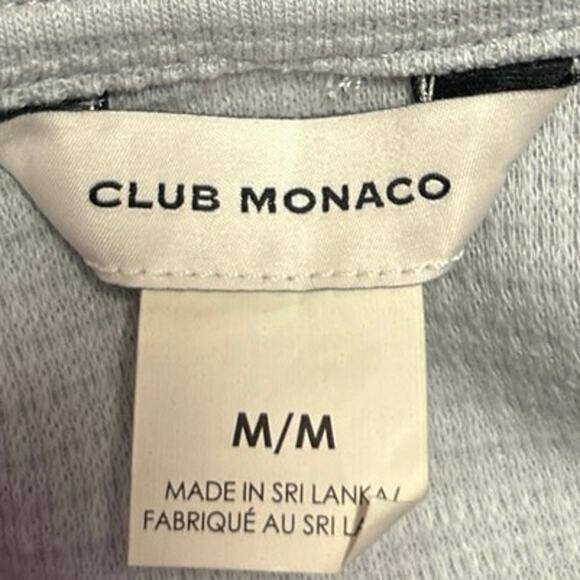 CLUB MONACO
M/M
MADE IN SRI LANKA/
FABRIQUÉ AU SRI